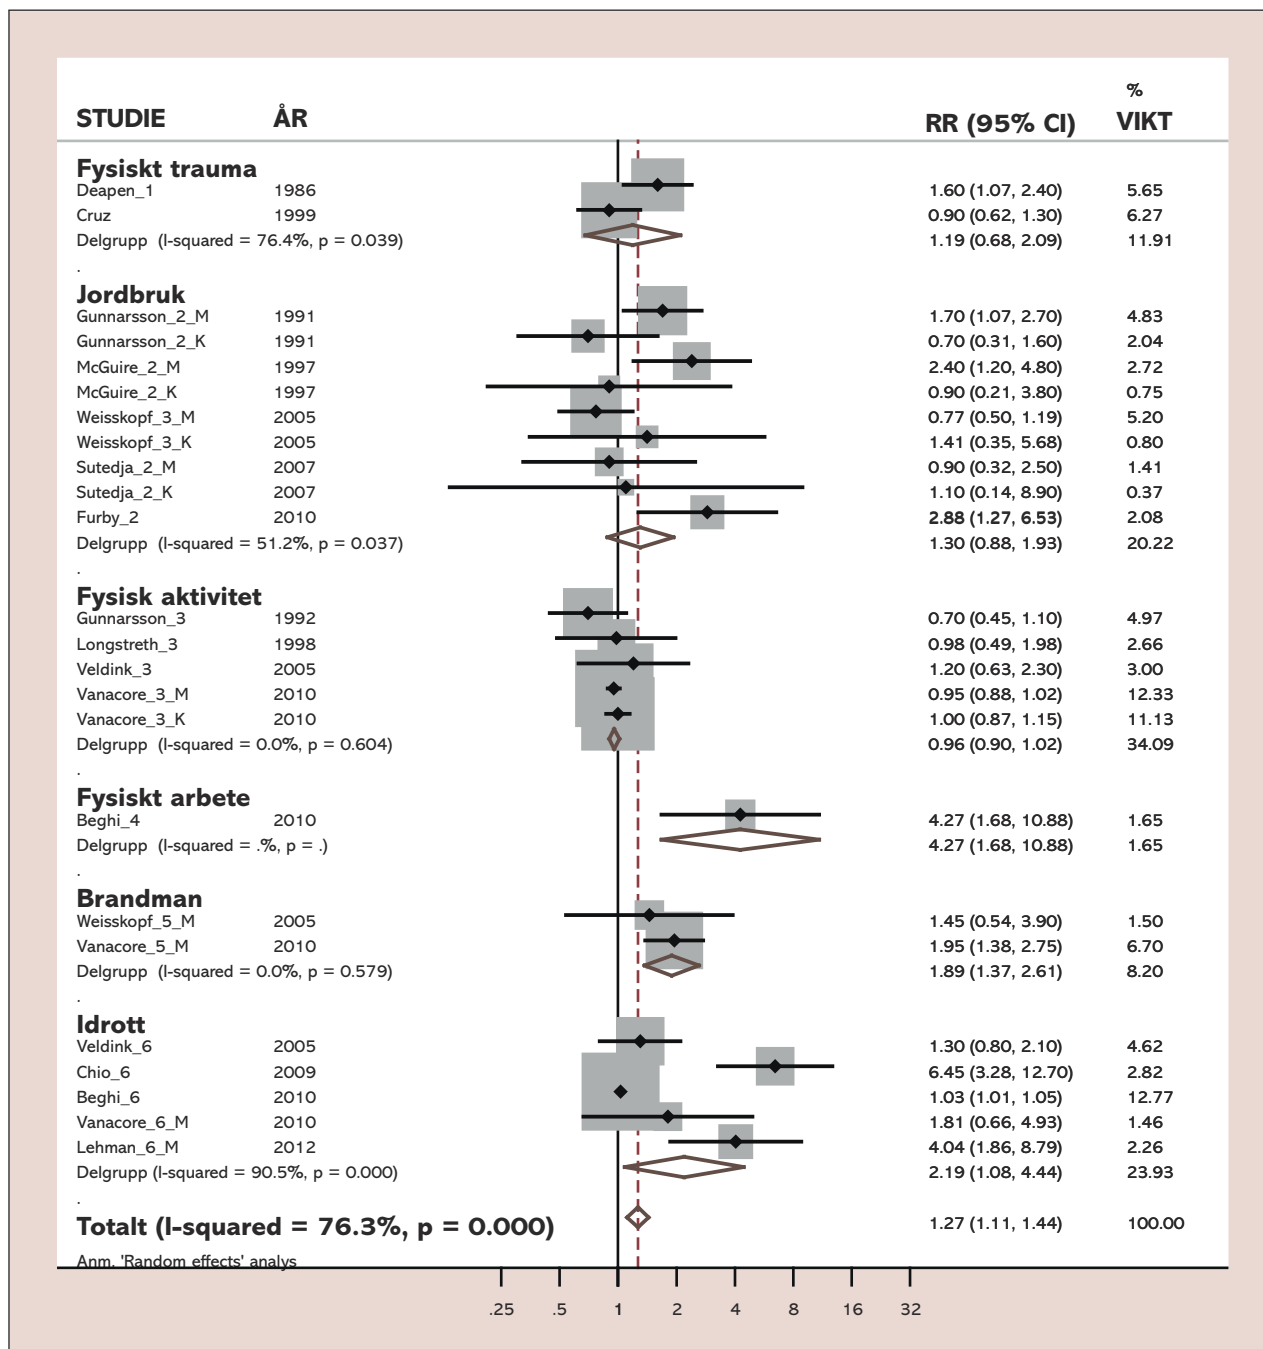 %
STUDIE ÅR RR (95% CI) VIKT
Fysiskt trauma
Deapen_1 1986 1.60 (1.07, 2.40) 5.65
Cruz 1999 0.90 (0.62, 1.30) 6.27
Delgrupp (I-squared = 76.4%, p = 0.039) 1.19 (0.68, 2.09) 11.91
.
Jordbruk
Gunnarsson_2_M 1991 1.70 (1.07, 2.70) 4.83
Gunnarsson_2_K 1991 0.70 (0.31, 1.60) 2.04
McGuire_2_M 1997 2.40 (1.20, 4.80) 2.72
McGuire_2_K 1997 0.90 (0.21, 3.80) 0.75
Weisskopf_3_M 2005 0.77 (0.50, 1.19) 5.20
Weisskopf_3_K 2005 1.41 (0.35, 5.68) 0.80
Sutedja_2_M 2007 0.90 (0.32, 2.50) 1.41
Sutedja_2_K 2007 1.10 (0.14, 8.90) 0.37
Furby_2 2010 2.88 (1.27, 6.53) 2.08
Delgrupp (I-squared = 51.2%, p = 0.037) 1.30 (0.88, 1.93) 20.22
.
Fysisk aktivitet
Gunnarsson_3 1992 0.70 (0.45, 1.10) 4.97
Longstreth_3 1998 0.98 (0.49, 1.98) 2.66
Veldink_3 2005 1.20 (0.63, 2.30) 3.00
Vanacore_3_M 2010 0.95 (0.88, 1.02) 12.33
Vanacore_3_K 2010 1.00 (0.87, 1.15) 11.13
Delgrupp (I-squared = 0.0%, p = 0.604) 0.96 (0.90, 1.02) 34.09
.
Fysiskt arbete
Beghi_4 2010 4.27 (1.68, 10.88) 1.65
Delgrupp (I-squared = .%, p = .) 4.27 (1.68, 10.88) 1.65
.
Brandman
Weisskopf_5_M 2005 1.45 (0.54, 3.90) 1.50
Vanacore_5_M 2010 1.95 (1.38, 2.75) 6.70
Delgrupp (I-squared = 0.0%, p = 0.579) 1.89 (1.37, 2.61) 8.20
.
Idrott
Veldink_6 2005 1.30 (0.80, 2.10) 4.62
Chio_6 2009 6.45 (3.28, 12.70) 2.82
Beghi_6 2010 1.03 (1.01, 1.05) 12.77
Vanacore_6_M 2010 1.81 (0.66, 4.93) 1.46
Lehman_6_M 2012 4.04 (1.86, 8.79) 2.26
Delgrupp (I-squared = 90.5%, p = 0.000) 2.19 (1.08, 4.44) 23.93
.
Totalt (I-squared = 76.3%, p = 0.000) 1.27 (1.11, 1.44) 100.00
Anm. 'Random effects' analys
.25 .5 1 2 4 8 16 32